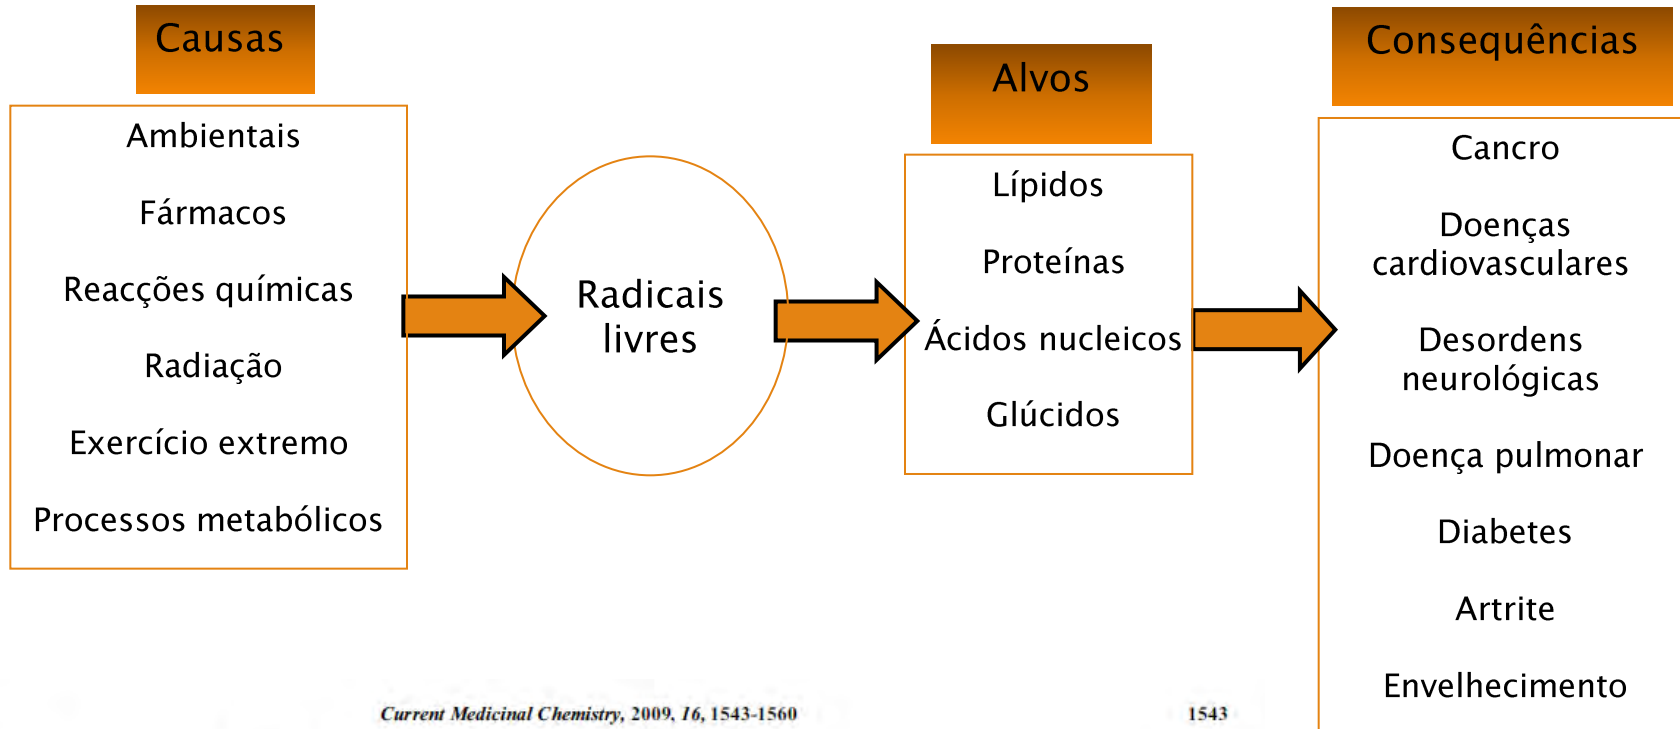 Causas
Ambientais
Fármacos
Reacções químicas
Radiação
Exercício extremo
Processos metabólicos
Radicais
livres
Alvos
Lípidos
Proteínas
Ácidos nucleicos
Glúcidos
Consequências
Cancro
Doenças
cardiovasculares
Desordens
neurológicas
Doença pulmonar
Diabetes
Artrite
Envelhecimento
Current Medicinal Chemistry, 2009, 16, 1543-1560
1543